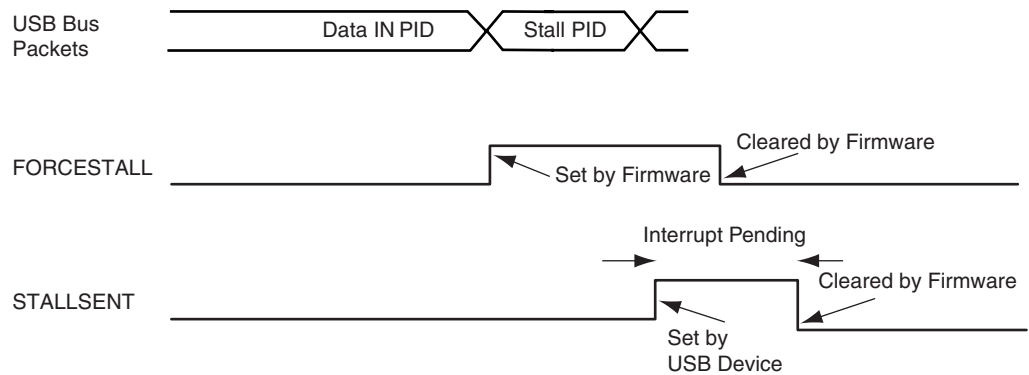 USB Bus
Packets
Data IN PID
Stall PID
FORCESTALL
Set by Firmware
Cleared by Firmware
Interrupt Pending
STALLSENT
Set by
USB Device
Cleared by Firmware